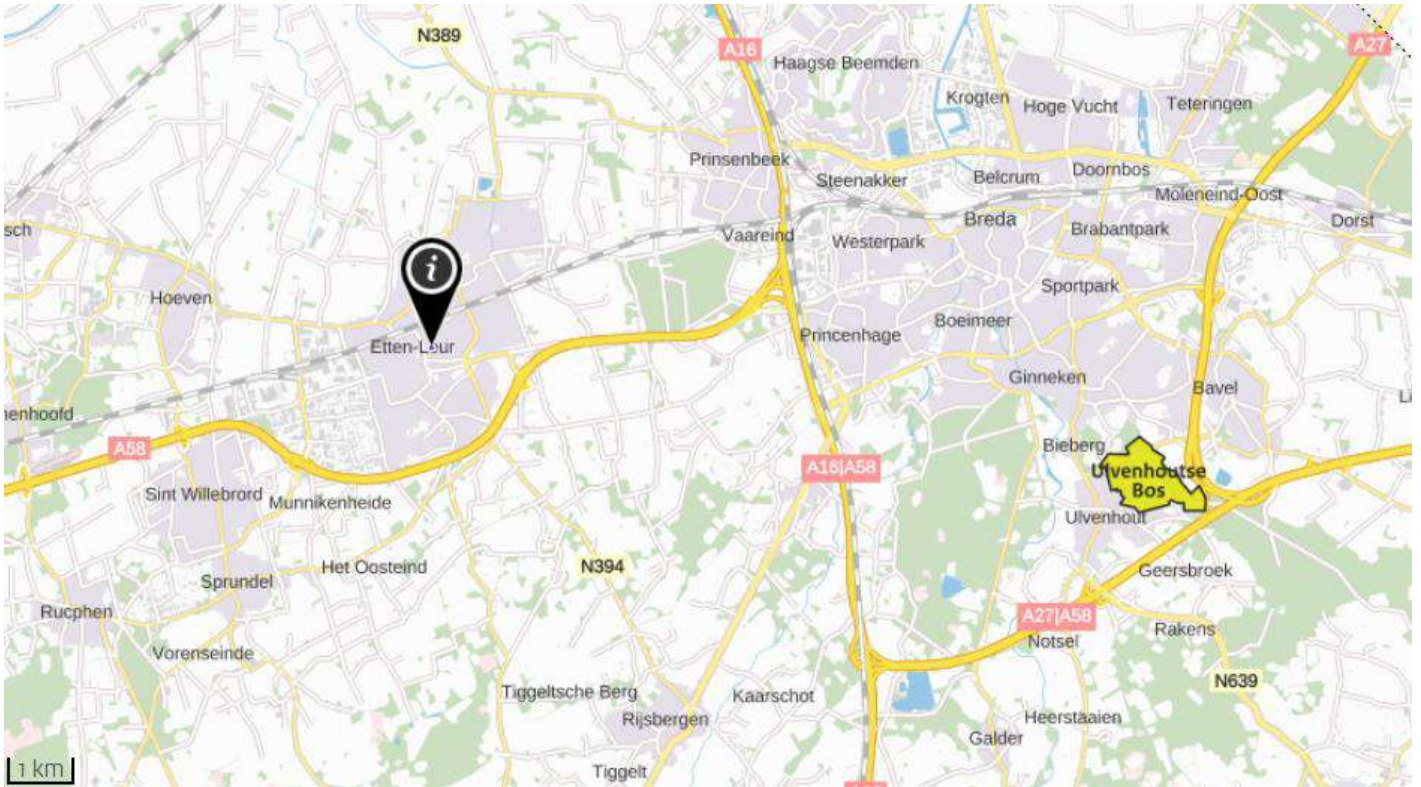 N389
A16
A27
Haagse Beemden
Krogten
Hoge Vucht
Teteringen
Prinsenbeek
Steenakker
Belcrum
Doornbos
Moleneind-Oost
sch
Vaareind
Westerpark
Breda
Brabantpark
Dorst
i
Hoeven
Sportpark
Etten-Leur
Princenhage
Boeimeer
Ginneken
Bavel
nenhoofd
A58
A16|A58
Bieberg
Ulvenhoutse
Bos
Sint Willebrord
Munnikenheide
Ulvenhout
Het Oosteind
N394
Geersbroek
Sprundel
Rucphen
A27|A58
Notsel
Rakens
Vorenseinde
N639
Tiggeltsche Berg
Kaarschot
Rijsbergen
Heerstaaien
Galder
Tiggelt
1 km